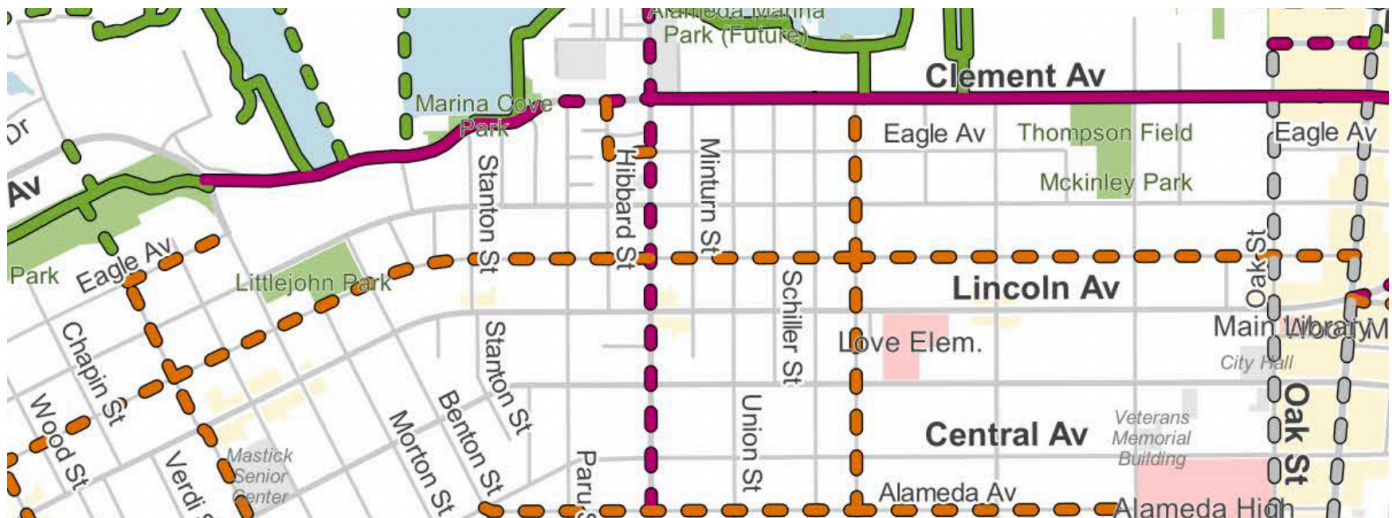 Alameda Marina
Park (Future)
Clement Av
Marina Cove
Park
Eagle Av
Thompson Field
Eagle Av
Mckinley Park
Av
Stanton St
Hibbard St
Minturn St
Oak St
Park
Eagle Av
Littlejohn Park
Lincoln Av
Schiller St
Main Library
Love Elem.
City Hall
Chapin St
Stanton St
Wood St
Benton St
Morton St
Union St
Oak St
Central Av
Veterans
Memorial
Building
Mastick
Senior
Center
Verdi S
Paru S
Alameda Av
Alameda High